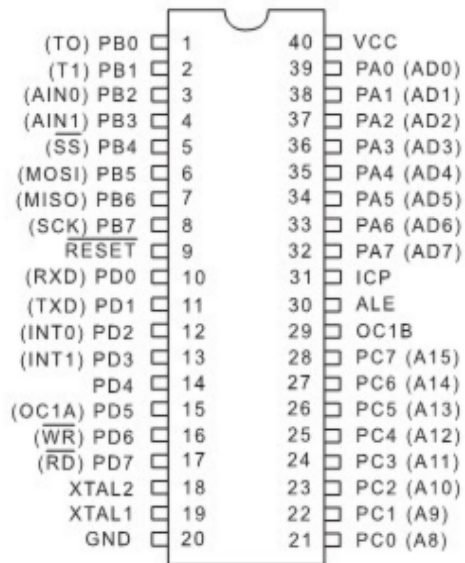 (TO) PB0 1 40 VCC
(T1) PB1 2 39 PA0 (AD0)
(AIN0) PB2 3 38 PA1 (AD1)
(AIN1) PB3 4 37 PA2 (AD2)
(SS) PB4 5 36 PA3 (AD3)
(MOSI) PB5 6 35 PA4 (AD4)
(MISO) PB6 7 34 PA5 (AD5)
(SCK) PB7 8 33 PA6 (AD6)
RESET 9 32 PA7 (AD7)
(RXD) PD0 10 31 ICP
(TXD) PD1 11 30 ALE
(INT0) PD2 12 29 OC1B
(INT1) PD3 13 28 PC7 (A15)
PD4 14 27 PC6 (A14)
(OC1A) PD5 15 26 PC5 (A13)
(WR) PD6 16 25 PC4 (A12)
(RD) PD7 17 24 PC3 (A11)
XTAL2 18 23 PC2 (A10)
XTAL1 19 22 PC1 (A9)
GND 20 21 PC0 (A8)